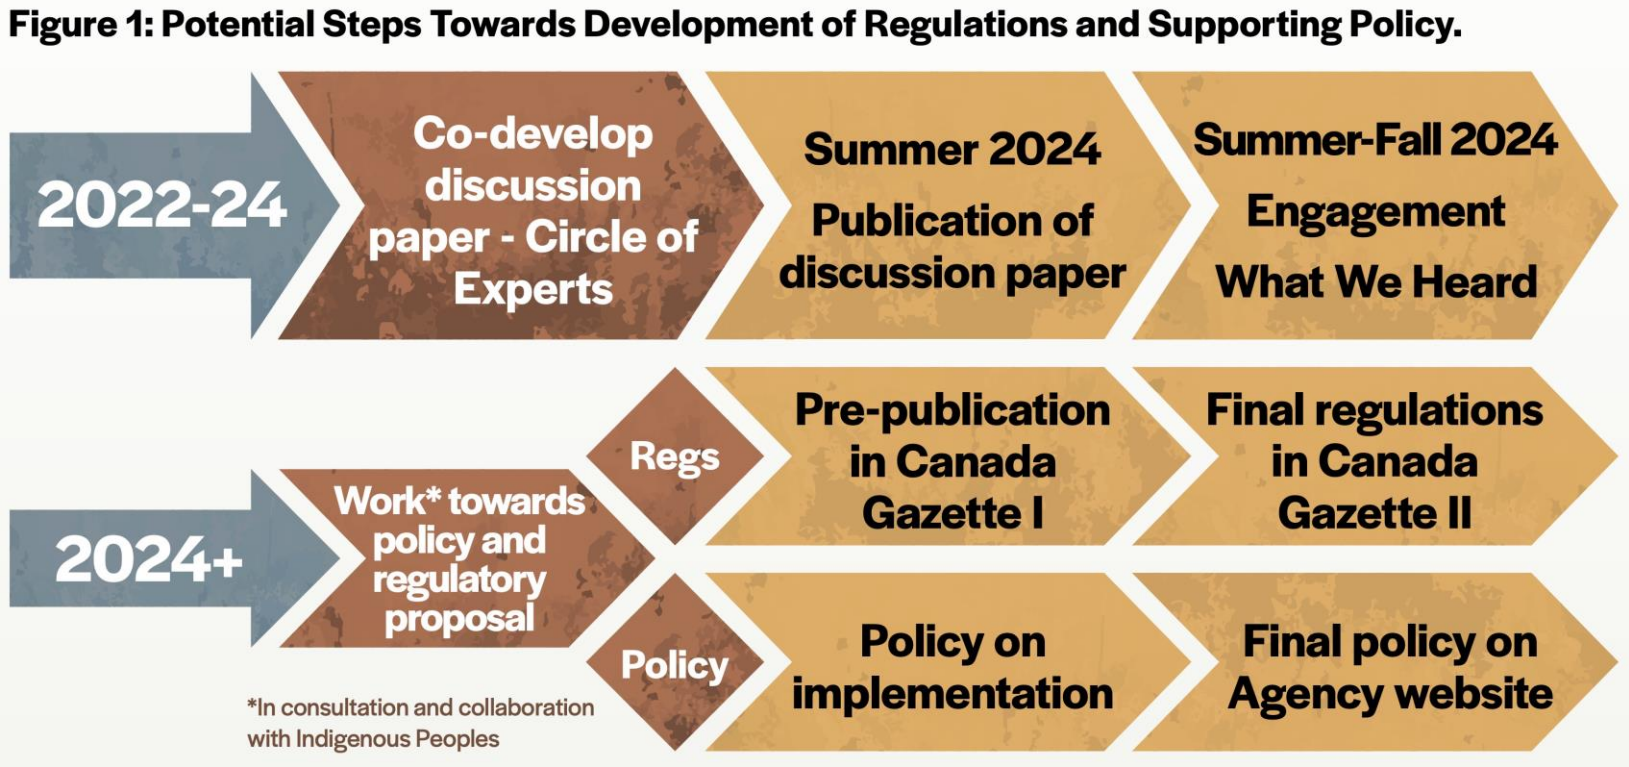 Figure 1: Potential Steps Towards Development of Regulations and Supporting Policy.
2022-24
Co-develop
discussion
paper - Circle of
Experts
Summer 2024
Publication of
discussion paper
Summer-Fall 2024
Engagement
What We Heard
2024+
Work* towards
policy and
regulatory
proposal
Regs
Pre-publication
in Canada
Gazette I
Final regulations
in Canada
Gazette II
Policy
Policy on
implementation
Final policy on
Agency website
*In consultation and collaboration
with Indigenous Peoples